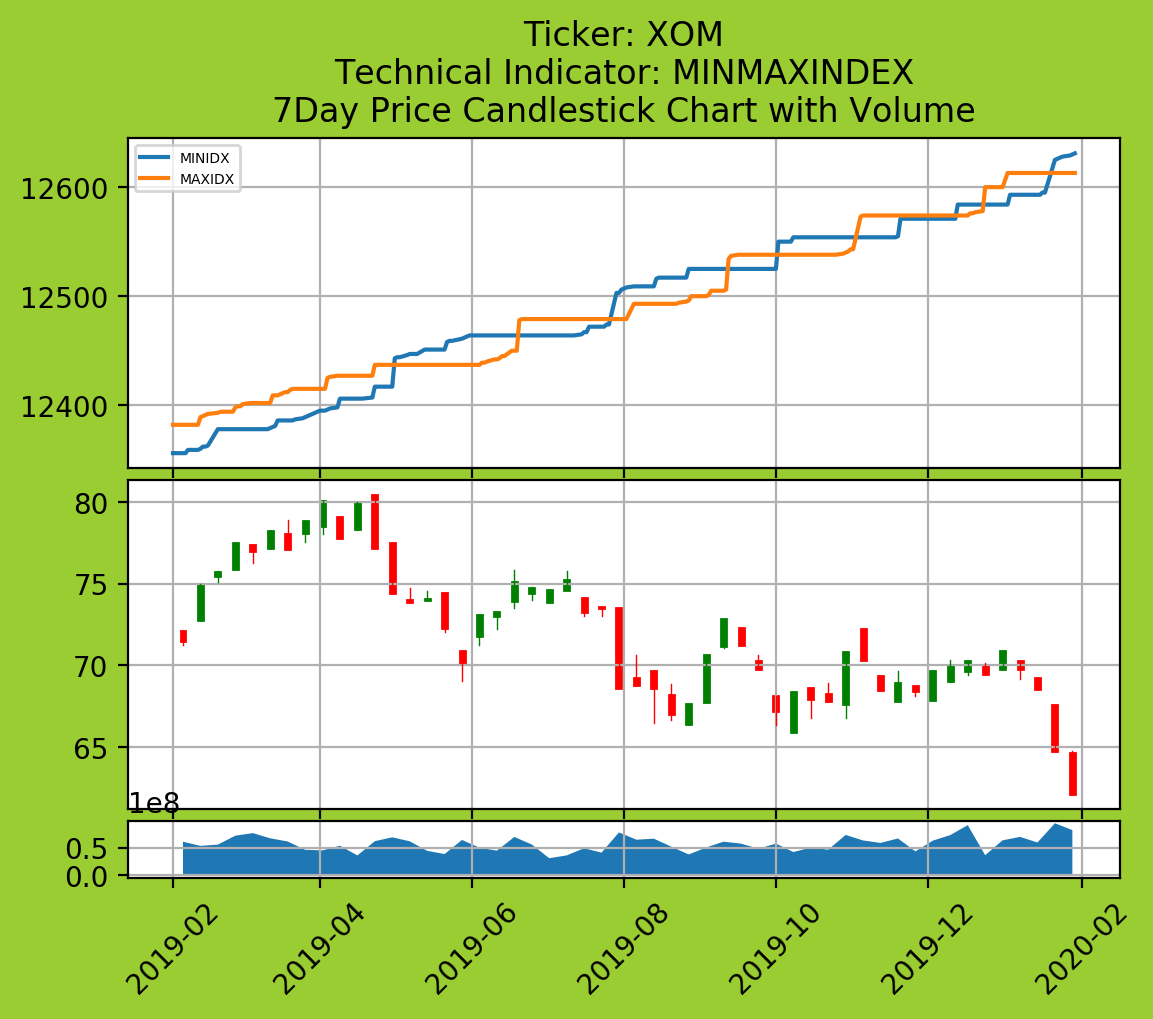 Ticker: XOM
Technical Indicator: MINMAXINDEX
7Day Price Candlestick Chart with Volume
MINIDX
MAXIDX
12600
12500
12400
80
75
70
65
1e8
0.5
0.0
2019-02
2019-04
2019-06
2019-08
2019-10
2019-12
2020-02